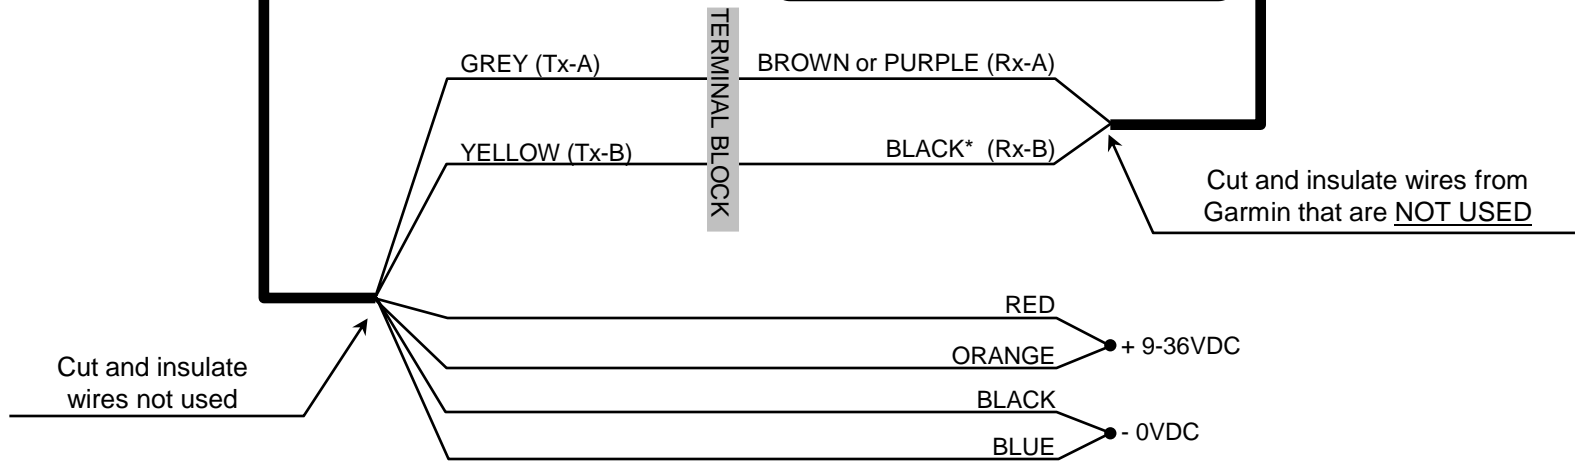 TERMINAL BLOCK
GREY (Tx-A)
BROWN or PURPLE (Rx-A)
YELLOW (Tx-B)
BLACK* (Rx-B)
Cut and insulate wires from
Garmin that are NOT USED
RED
+ 9-36VDC
ORANGE
Cut and insulate
wires not used
BLACK
- 0VDC
BLUE